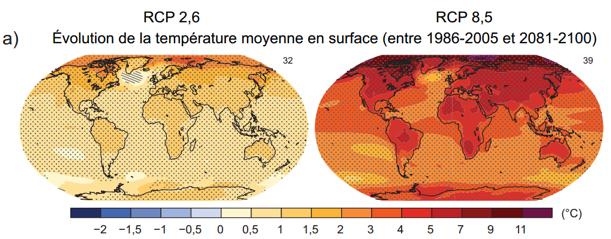 RCP 2,6 RCP 8,5
a) Évolution de la température moyenne en surface (entre 1986-2005 et 2081-2100)
32 39
−2 −1,5 −1 −0,5 0 0,5 1 1,5 2 3 4 5 7 9 11 (°C)